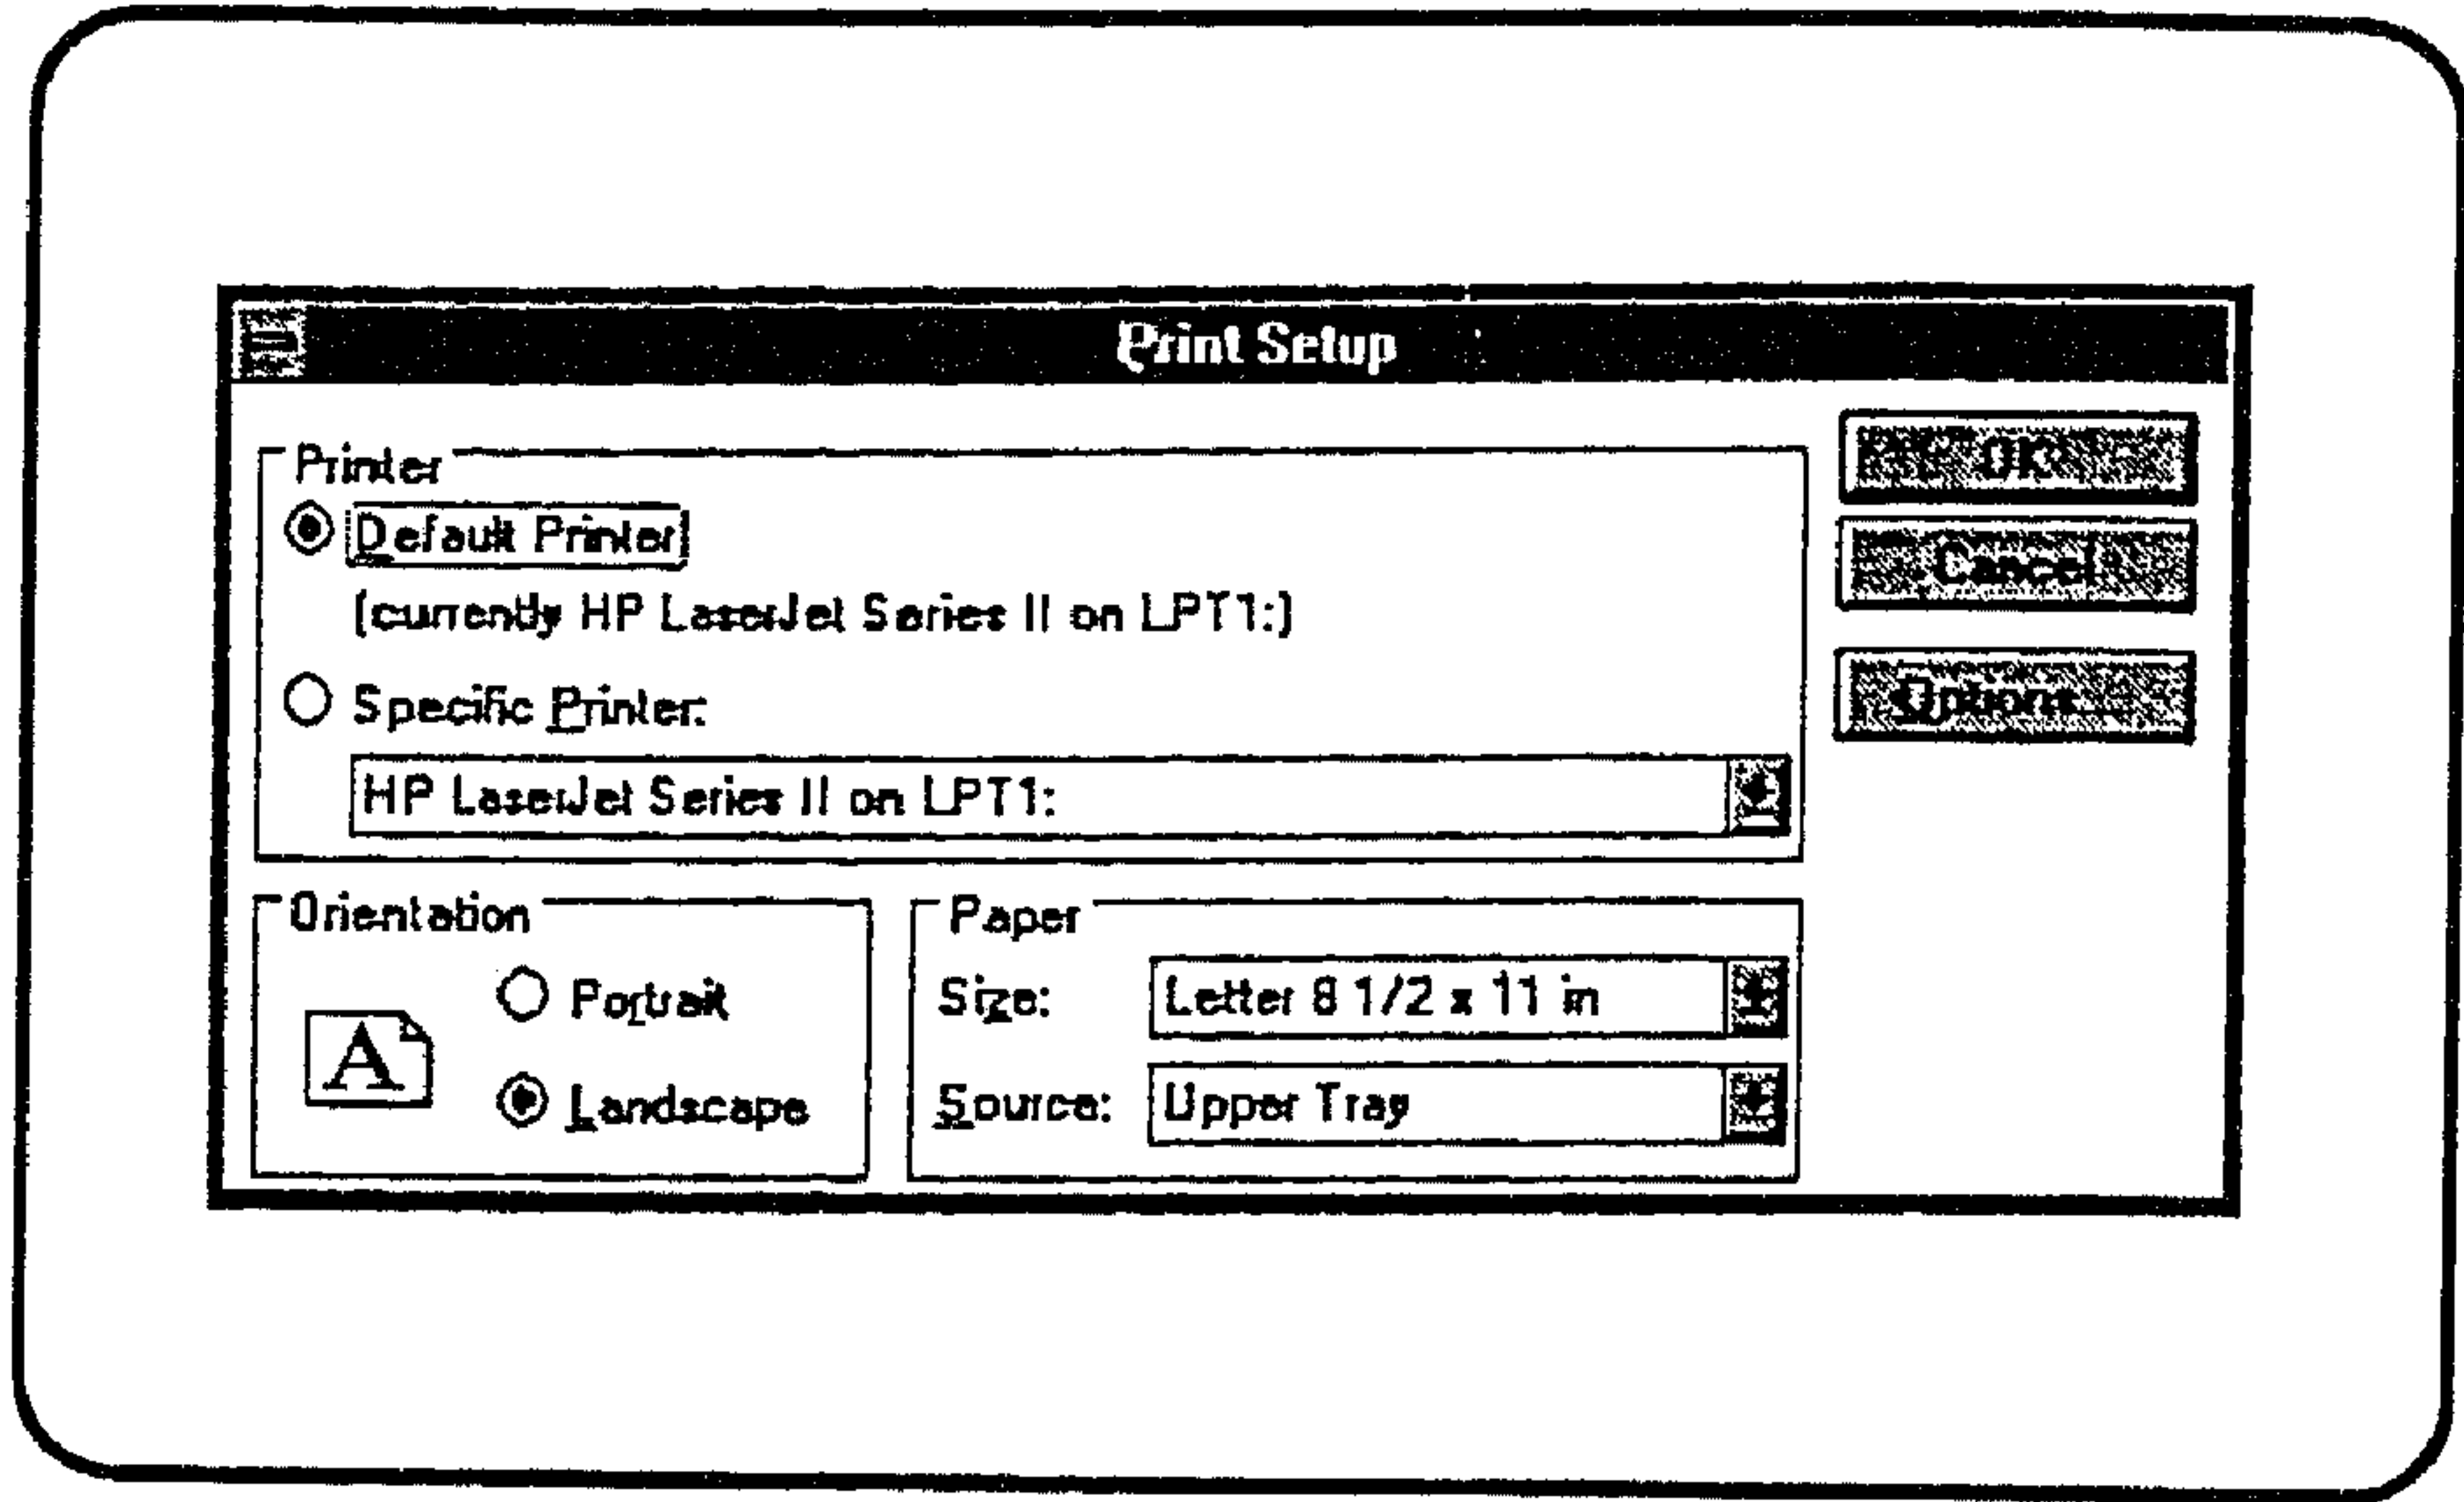 Print Setup
Printer
Default Printer
(currently HP LaserJet Series II on LPT1:)
Specific Printer:
HP LaserJet Series II on LPT1:
OK
Cancel
Options...
Orientation
Portrait
A
Landscape
Paper
Size:
Letter 8 1/2 x 11 in
Source:
Upper Tray